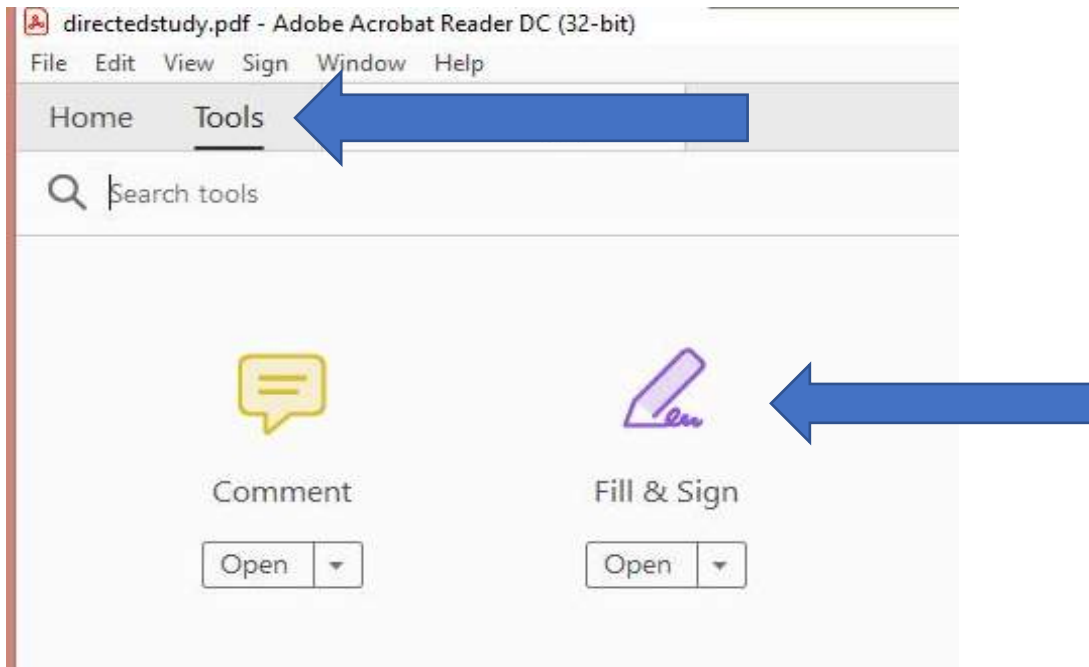 directedstudy.pdf - Adobe Acrobat Reader DC (32-bit)
File Edit View Sign Window Help
Home Tools
Search tools
Comment Fill & Sign
Open Open